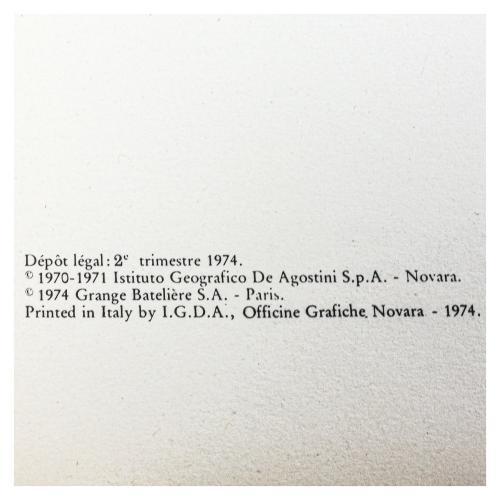 Dépôt légal: 2e trimestre 1974.
© 1970-1971 Istituto Geografico De Agostini S.p.A. - Novara.
© 1974 Grange Batelière S.A. - Paris.
Printed in Italy by I.G.D.A., Officine Grafiche, Novara - 1974.